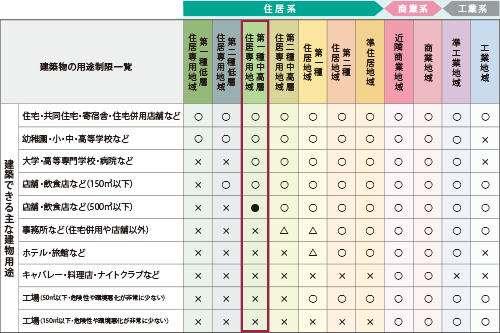 住居系
商業系
工業系
建築物の用途制限一覧
第一種低層
住居専用地域
第二種低層
住居専用地域
第一種中高層
住居専用地域
第二種中高層
住居専用地域
第一種
住居地域
第二種
住居地域
準住居地域
近隣
商業地域
商業地域
準工業地域
工業地域
建築できる主な建物用途
住宅・共同住宅・寄宿舎・住宅併用店舗など ○ ○ ○ ○ ○ ○ ○ ○ ○ ○ ○
幼稚園・小・中・高等学校など ○ ○ ○ ○ ○ ○ ○ ○ ○ ○ ×
大学・高等専門学校・病院など × × ○ ○ ○ ○ ○ ○ ○ ○ ×
店舗・飲食店など(150㎡以下) × ○ ○ ○ ○ ○ ○ ○ ○ ○ ○
店舗・飲食店など(500㎡以下) × × ● ○ ○ ○ ○ ○ ○ ○ ○
事務所など(住宅併用や店舗以外) × × × △ △ ○ ○ ○ ○ ○ ○
ホテル・旅館など × × × × △ ○ ○ ○ ○ ○ ×
キャバレー・料理店・ナイトクラブなど × × × × × × × ○ ○ × ×
工場(50㎡以下・危険性や環境悪化が非常に少ない) × × × × ○ ○ ○ ○ ○ ○ ○
工場(150㎡以下・危険性や環境悪化が非常に少ない) × × × × × × × ○ ○ ○ ○